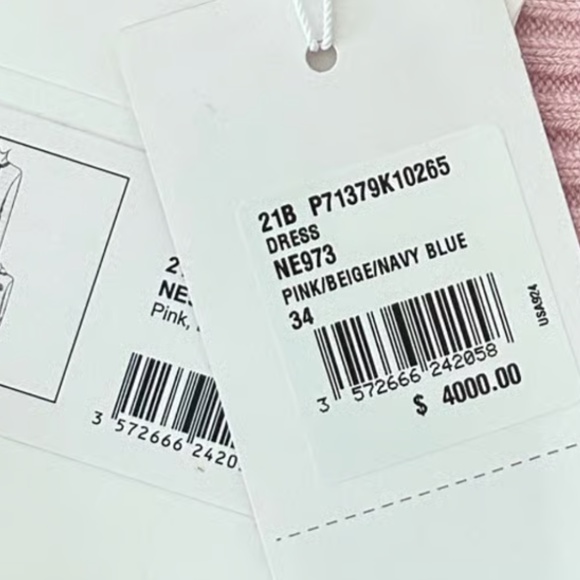 21B P71379K10265
DRESS
NE973
PINK/BEIGE/NAVY BLUE
34
USA924
3 572666 242058
$ 4000.00
2
NE
Pink,
3 572666 2420